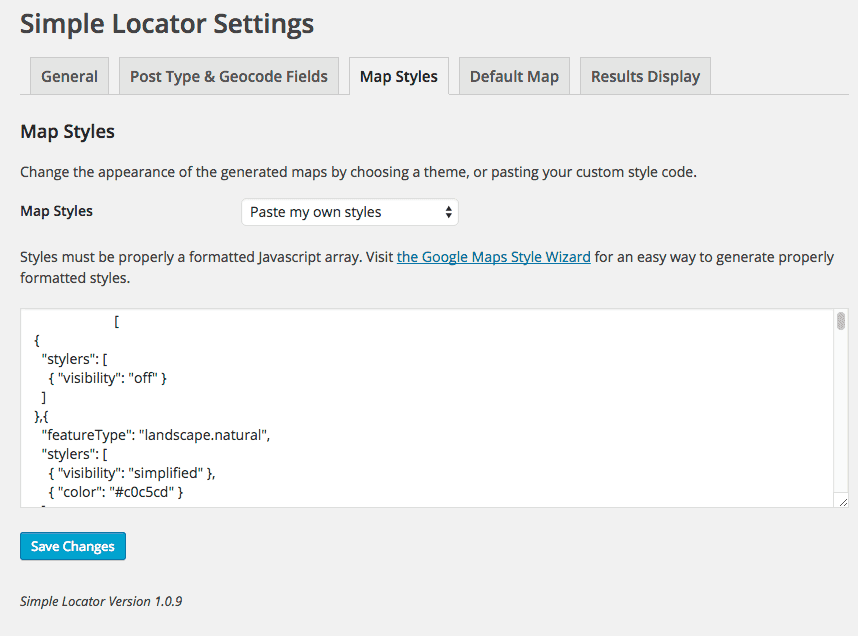 Simple Locator Settings
General
Post Type & Geocode Fields
Map Styles
Default Map
Results Display
Map Styles
Change the appearance of the generated maps by choosing a theme, or pasting your custom style code.
Map Styles
Paste my own styles
Styles must be properly a formatted Javascript array. Visit the Google Maps Style Wizard for an easy way to generate properly
formatted styles.
[
{
"stylers": [
{ "visibility": "off" }
]
},{
"featureType": "landscape.natural",
"stylers": [
{ "visibility": "simplified" },
{ "color": "#c0c5cd" }
Save Changes
Simple Locator Version 1.0.9